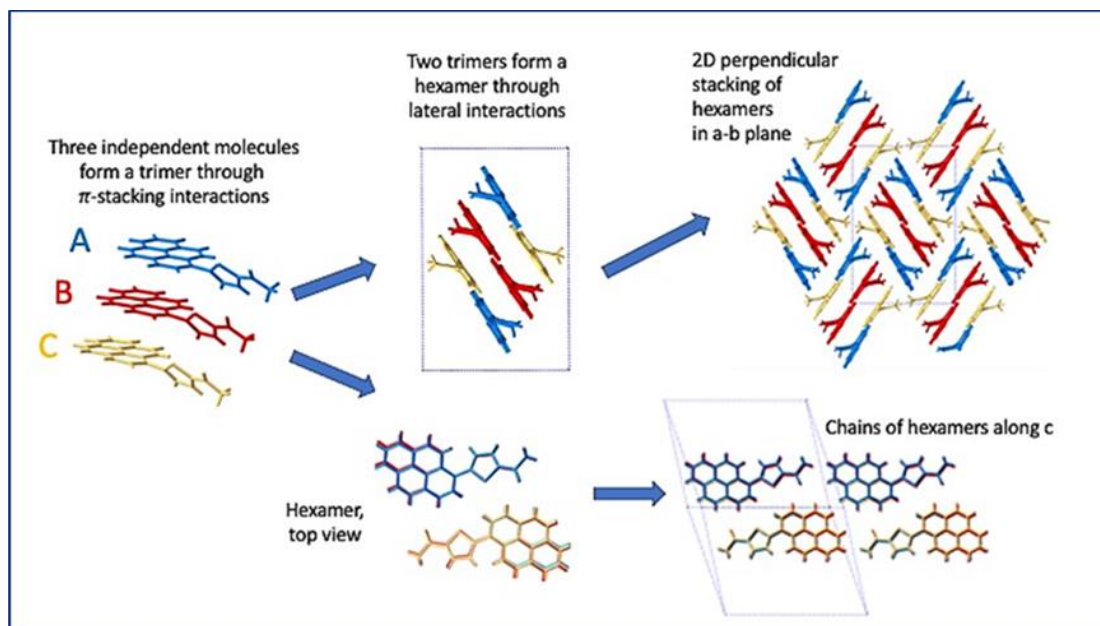 Three independent molecules
form a trimer through
π-stacking interactions
A
B
C
Two trimers form a
hexamer through
lateral interactions
2D perpendicular
stacking of
hexamers
in a-b plane
Hexamer,
top view
Chains of hexamers along c